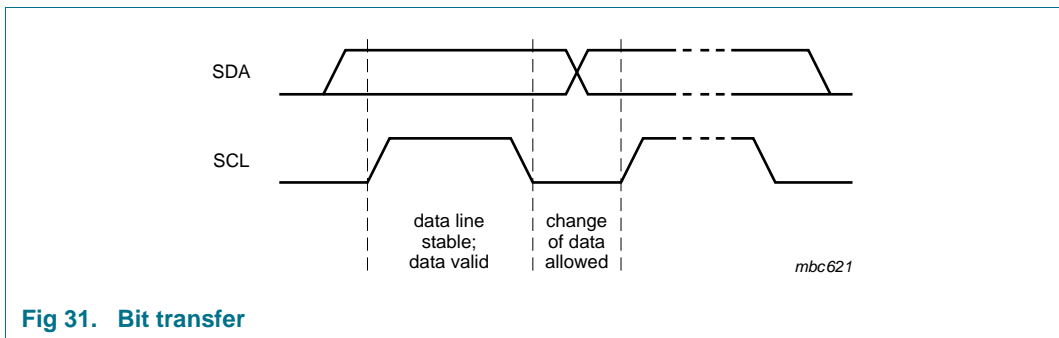 SDA
SCL
data line
stable;
data valid
change
of data
allowed
mbc621
Fig 31. Bit transfer